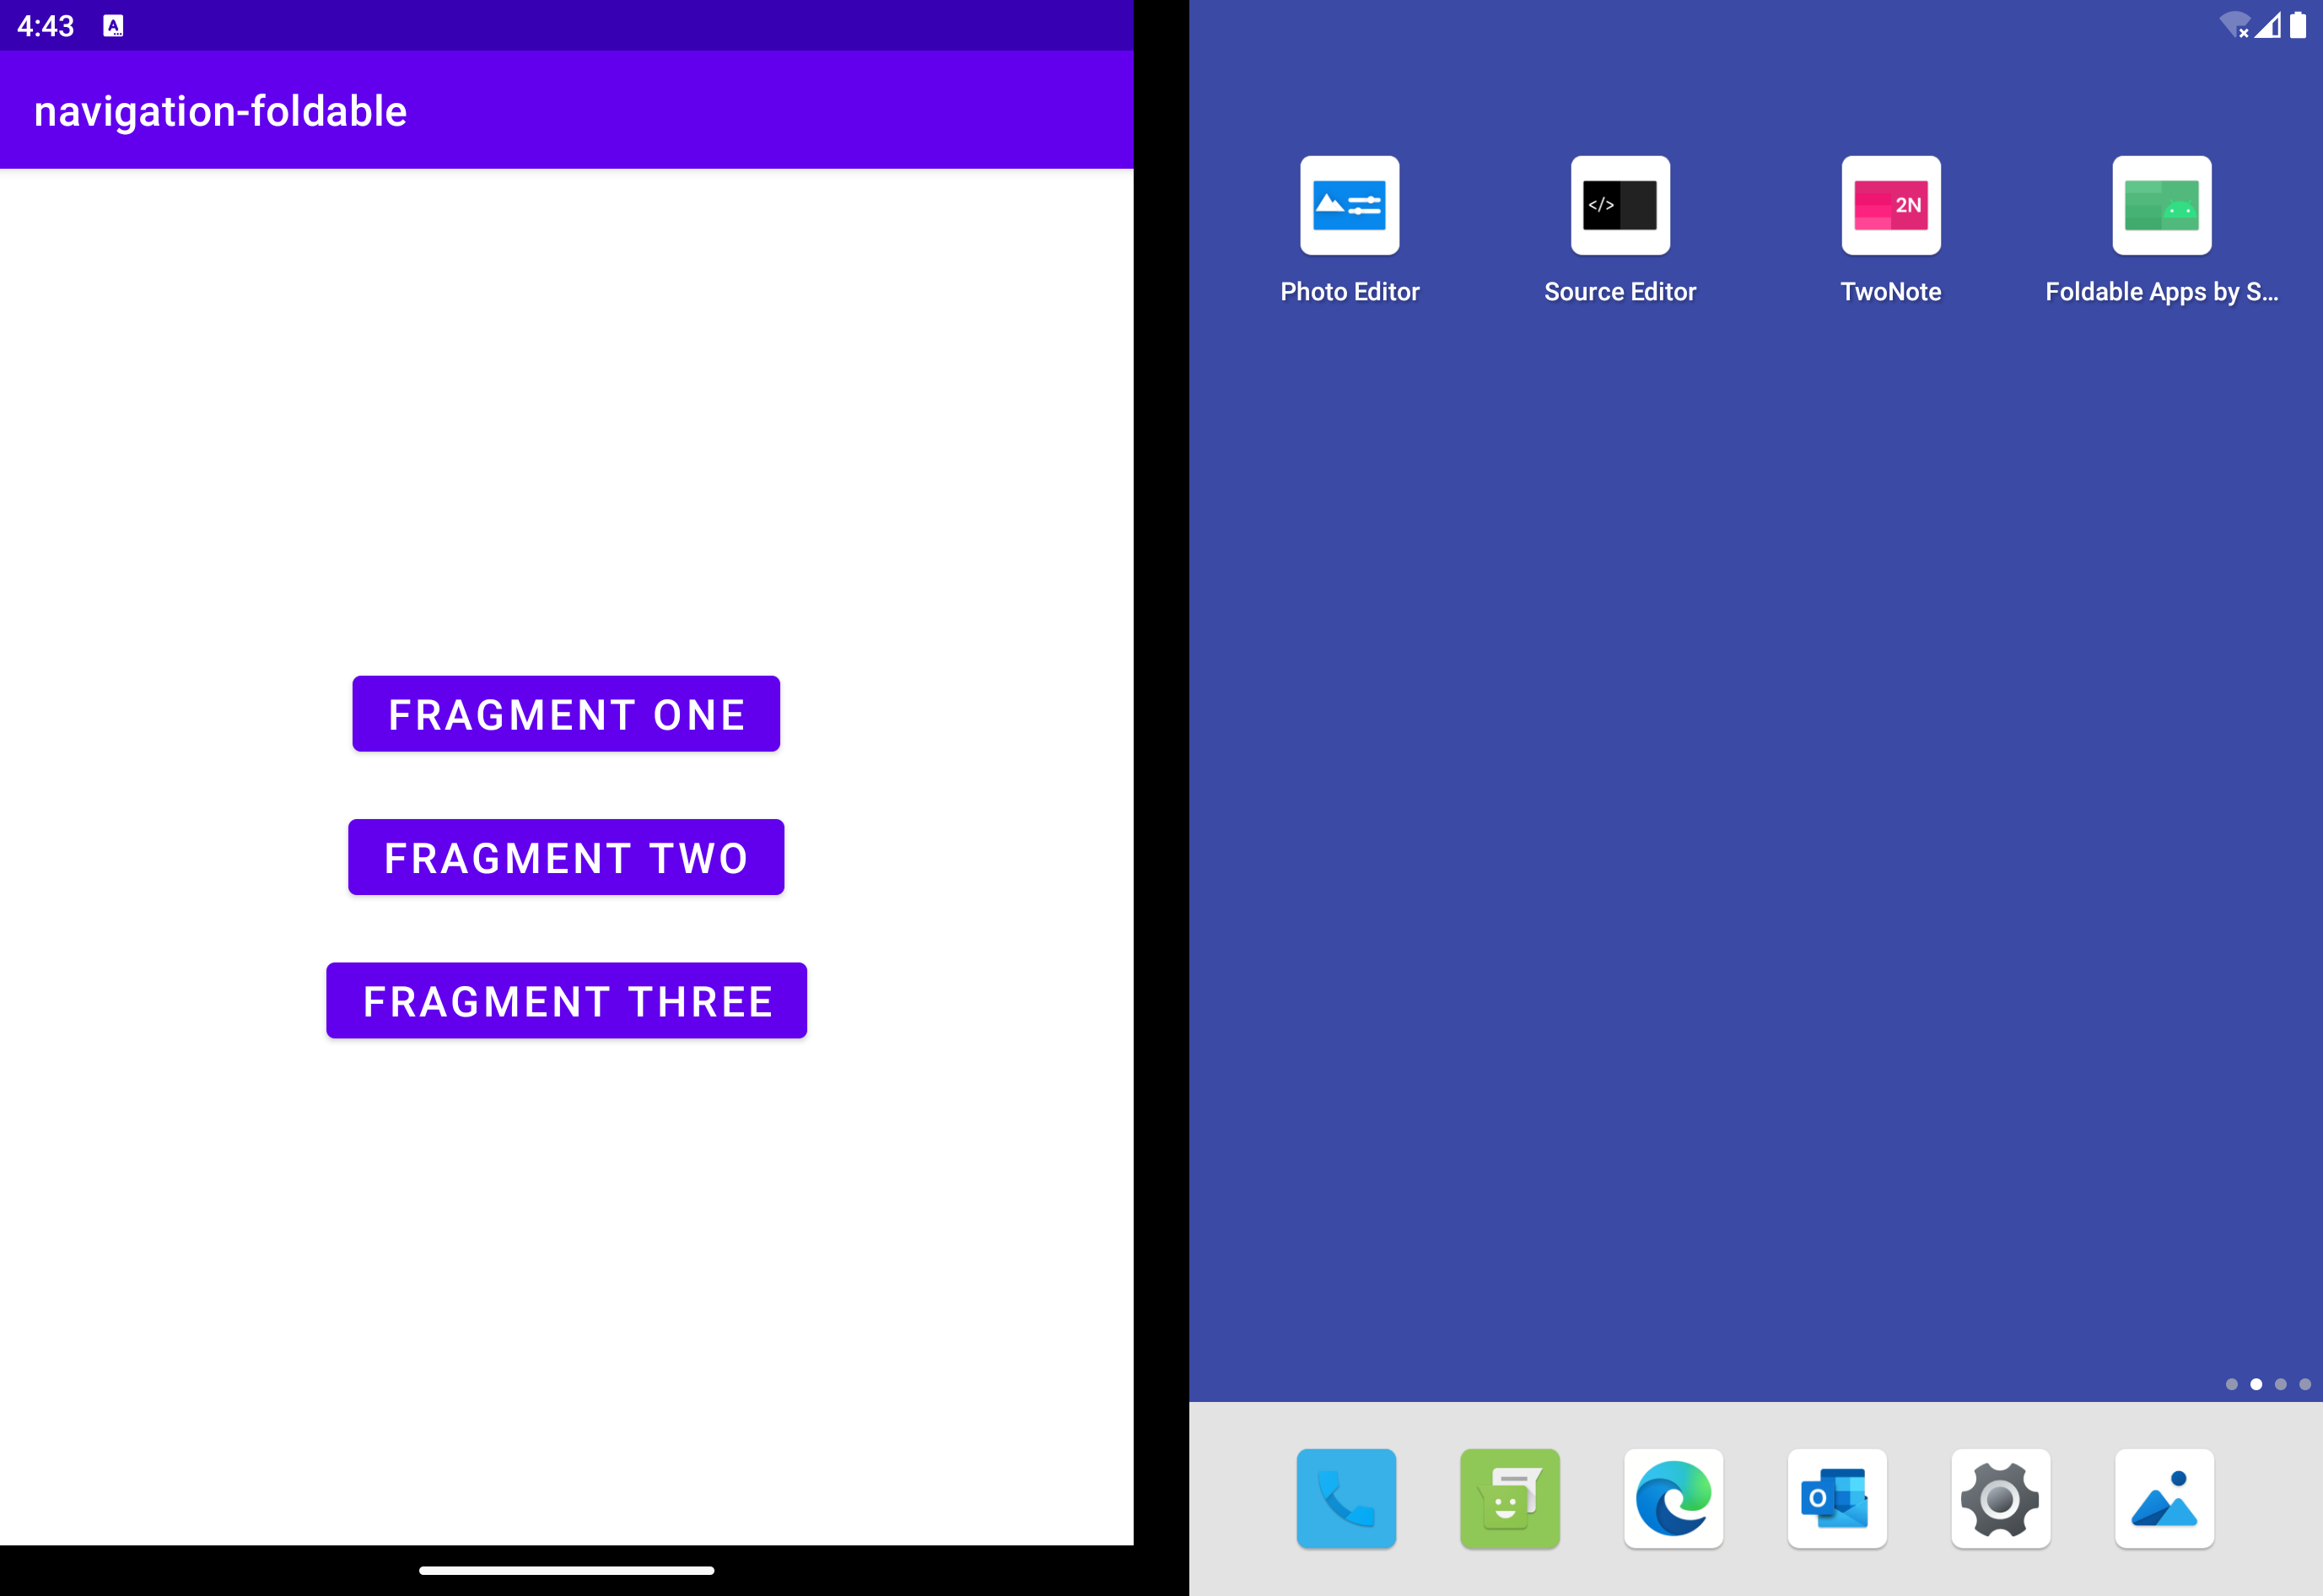 4:43
A
navigation-foldable
FRAGMENT ONE
FRAGMENT TWO
FRAGMENT THREE
</>
2N
Photo Editor
Source Editor
TwoNote
Foldable Apps by S...
O